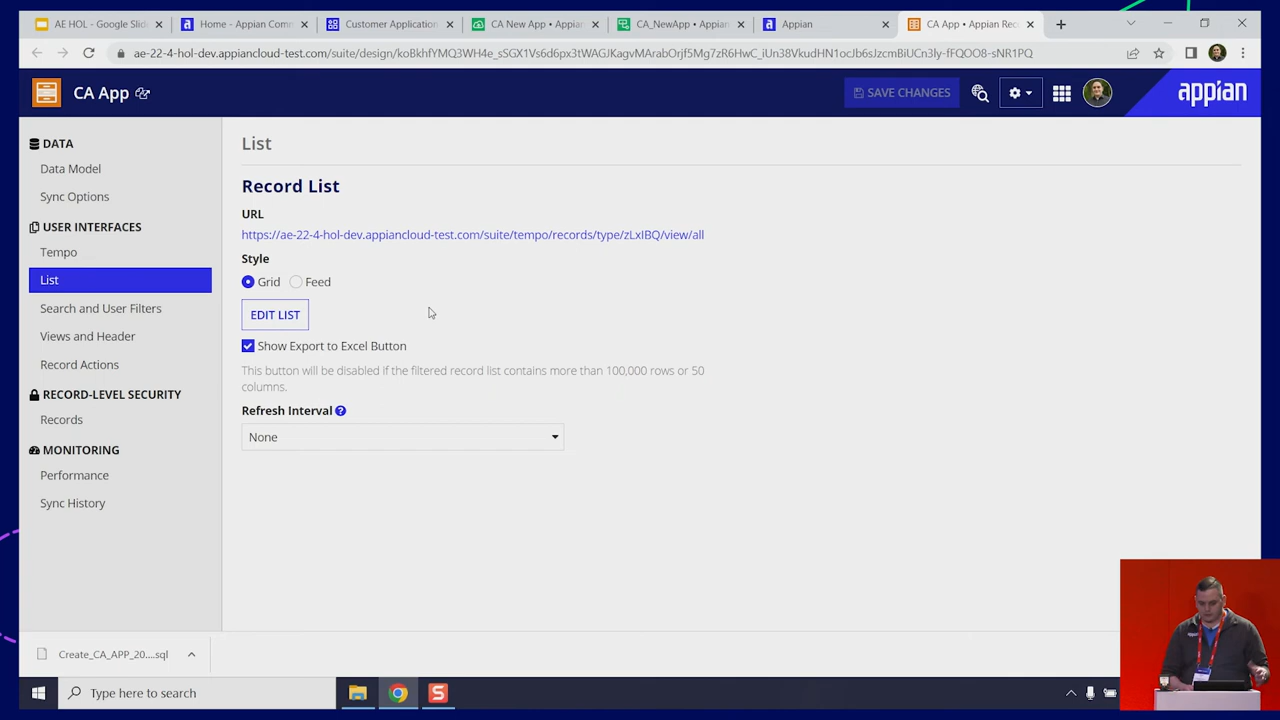 AE HOL - Google Slid
Home - Appian Comm
Customer Application
CA New App • Appian
CA_NewApp • Appian
Appian
CA App • Appian Rec
ae-22-4-hol-dev.appiancloud-test.com/suite/design/koBkhfYMQ3WH4e_sSGX1Vs6d6px3tWAGJKagvMArabOrjf5Mg7zR6HwC_iUn38VkudHN1ocJb6sJzcmBiUCn3ly-fFQOO8-sNR1PQ
CA App
SAVE CHANGES
appian
DATA
Data Model
Sync Options
USER INTERFACES
Tempo
List
Search and User Filters
Views and Header
Record Actions
RECORD-LEVEL SECURITY
Records
MONITORING
Performance
Sync History
List
Record List
URL
https://ae-22-4-hol-dev.appiancloud-test.com/suite/tempo/records/type/zLxIBQ/view/all
Style
Grid Feed
EDIT LIST
Show Export to Excel Button
This button will be disabled if the filtered record list contains more than 100,000 rows or 50
columns.
Refresh Interval ?
None
Create_CA_APP_20....sql
Type here to search
S